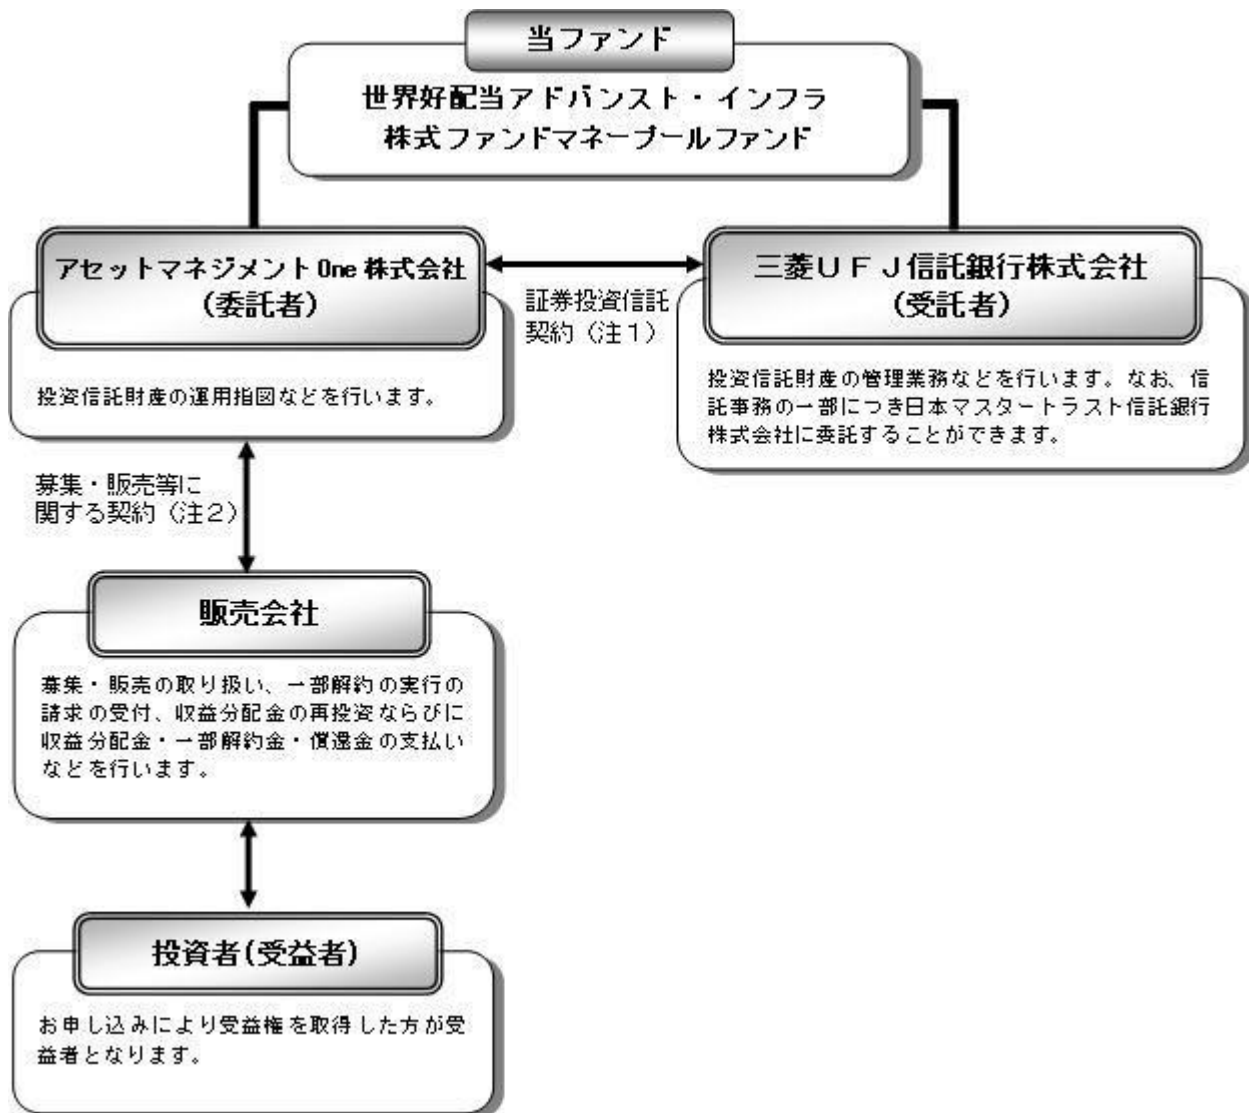 当ファンド
世界好配当アドバンスト・インフラ
株式ファンドマネープールファンド
アセットマネジメントOne 株式会社
(委託者)
投資信託財産の運用指図などを行います。
証券投資信託
契約（注１）
三菱ＵＦＪ信託銀行株式会社
(受託者)
投資信託財産の管理業務などを行います。なお、信
託事務の一部につき日本マスタートラスト信託銀行
株式会社に委託することができます。
募集・販売等に
関する契約（注２）
販売会社
募集・販売の取り扱い、一部解約の実行の
請求の受付、収益分配金の再投資ならびに
収益分配金・一部解約金・償還金の支払い
などを行います。
投資者(受益者)
お申し込みにより受益権を取得した方が受
益者となります。